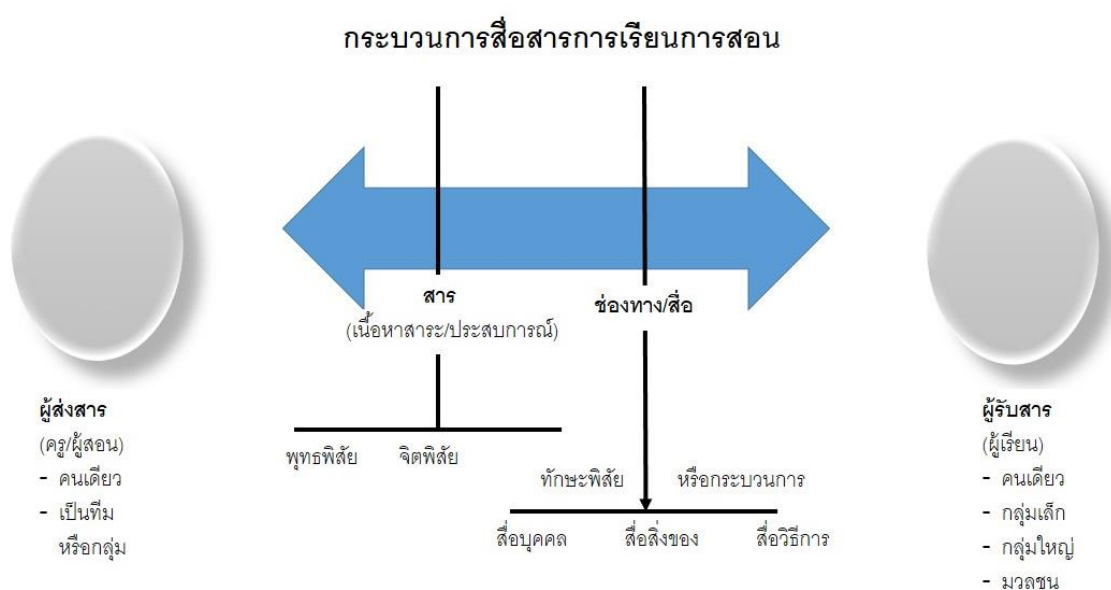 กระบวนการสื่อสารการเรียนการสอน
สาร
(เนื้อหาสาระ/ประสบการณ์)
ช่องทาง/สื่อ
ผู้ส่งสาร
(ครู/ผู้สอน)
- คนเดียว
- เป็นทีม
หรือกลุ่ม
พุทธพิสัย จิตพิสัย
ทักษะพิสัย หรือกระบวนการ
สื่อบุคคล สื่อสิ่งของ สื่อวิธีการ
ผู้รับสาร
(ผู้เรียน)
- คนเดียว
- กลุ่มเล็ก
- กลุ่มใหญ่
- มวลชน